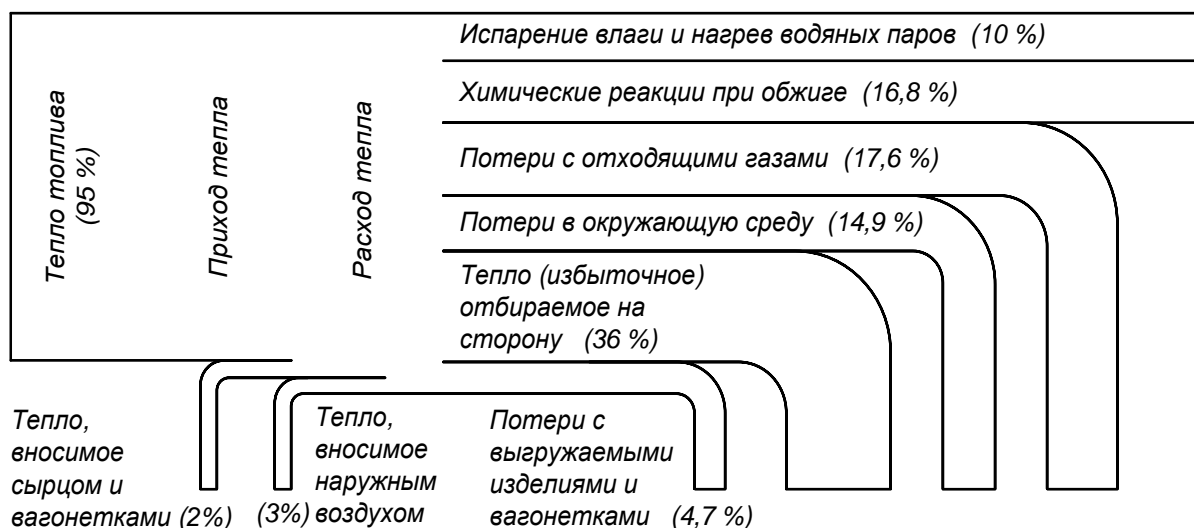 Тепло топлива
(95 %)
Приход тепла
Расход тепла
Испарение влаги и нагрев водяных паров (10 %)
Химические реакции при обжиге (16,8 %)
Потери с отходящими газами (17,6 %)
Потери в окружающую среду (14,9 %)
Тепло (избыточное)
отбираемое на
сторону (36 %)
Тепло,
вносимое
сырцом и
вагонетками (2%)
(3%)
Тепло,
вносимое
наружным
воздухом
Потери с
выгружаемыми
изделиями и
вагонетками (4,7 %)